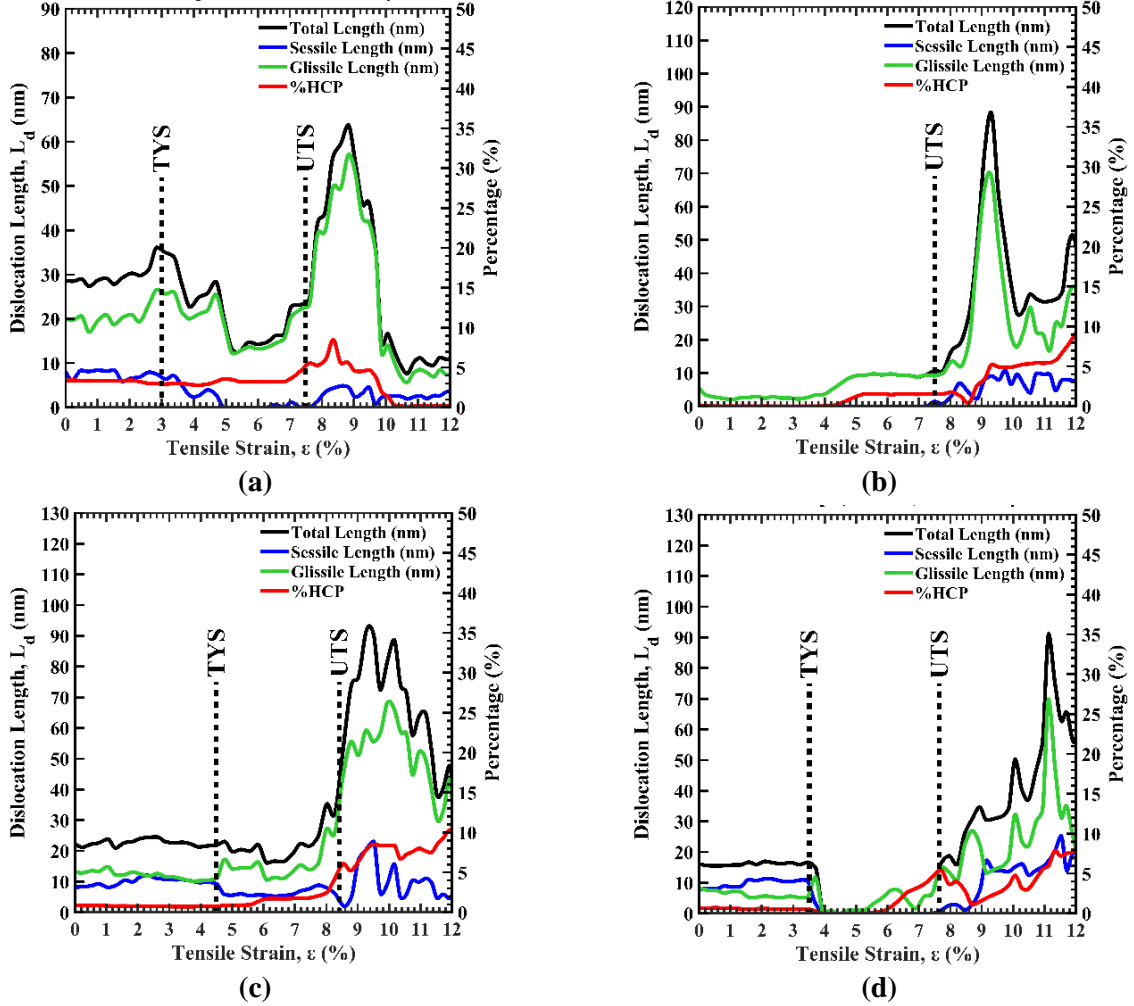 Total Length (nm)
Sessile Length (nm)
Glissile Length (nm)
%HCP
TYS
UTS
Dislocation Length, L_d (nm)
Percentage (%)
90
80
70
60
50
40
30
20
10
0
50
45
40
35
30
25
20
15
10
5
0
0 1 2 3 4 5 6 7 8 9 10 11 12
Tensile Strain, ε (%)
(a)
Total Length (nm)
Sessile Length (nm)
Glissile Length (nm)
%HCP
UTS
Dislocation Length, L_d (nm)
Percentage (%)
120
110
100
90
80
70
60
50
40
30
20
10
0
50
45
40
35
30
25
20
15
10
5
0
0 1 2 3 4 5 6 7 8 9 10 11 12
Tensile Strain, ε (%)
(b)
Total Length (nm)
Sessile Length (nm)
Glissile Length (nm)
%HCP
TYS
UTS
Dislocation Length, L_d (nm)
Percentage (%)
130
120
110
100
90
80
70
60
50
40
30
20
10
0
50
45
40
35
30
25
20
15
10
5
0
0 1 2 3 4 5 6 7 8 9 10 11 12
Tensile Strain, ε (%)
(c)
Total Length (nm)
Sessile Length (nm)
Glissile Length (nm)
%HCP
TYS
UTS
Dislocation Length, L_d (nm)
Percentage (%)
130
120
110
100
90
80
70
60
50
40
30
20
10
0
50
45
40
35
30
25
20
15
10
5
0
0 1 2 3 4 5 6 7 8 9 10 11 12
Tensile Strain, ε (%)
(d)